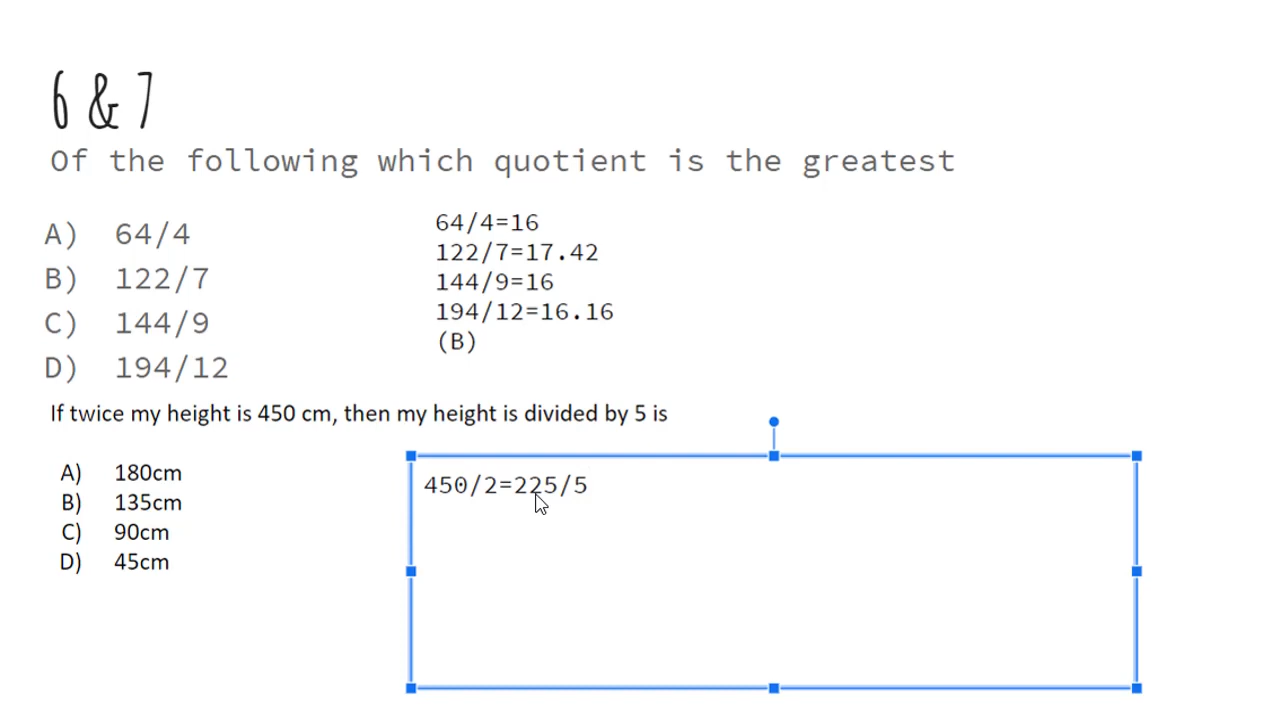 6 & 7
Of the following which quotient is the greatest
A) 64/4
B) 122/7
C) 144/9
D) 194/12
64/4=16
122/7=17.42
144/9=16
194/12=16.16
(B)
If twice my height is 450 cm, then my height is divided by 5 is
A) 180cm
B) 135cm
C) 90cm
D) 45cm
450/2=225/5